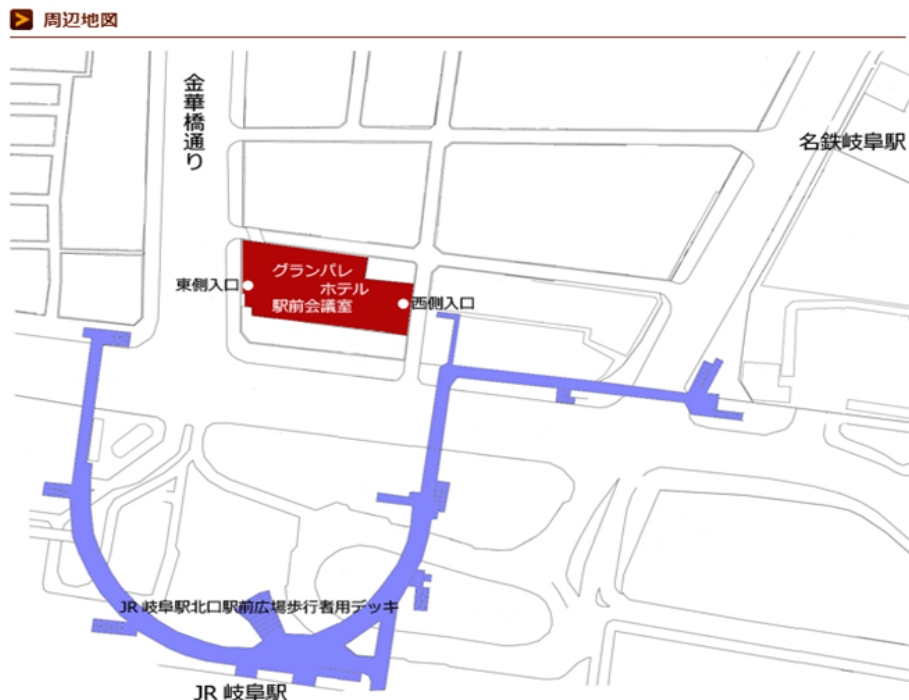 周辺地図
金華橋通り
名鉄岐阜駅
グランパレ
ホテル
駅前会議室
東側入口
西側入口
JR 岐阜駅北口駅前広場歩行者用デッキ
JR 岐阜駅